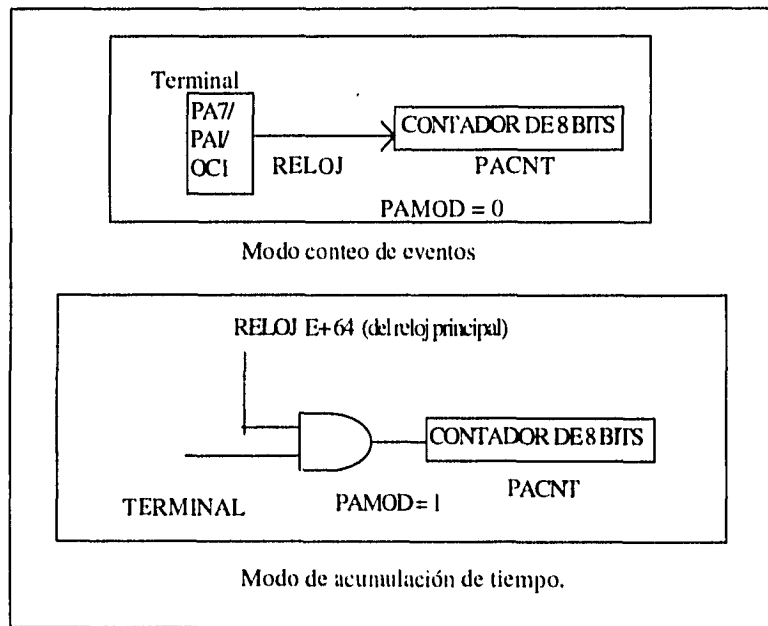 Terminal
PA7/
PAI/
OC1
RELOJ
CONTADOR DE 8 BITS
PACNT
PAMOD = 0
Modo conteo de eventos
RELOJ E+64 (del reloj principal)
CONTADOR DE 8 BITS
PACNT
TERMINAL
PAMOD = 1
Modo de acumulación de tiempo.